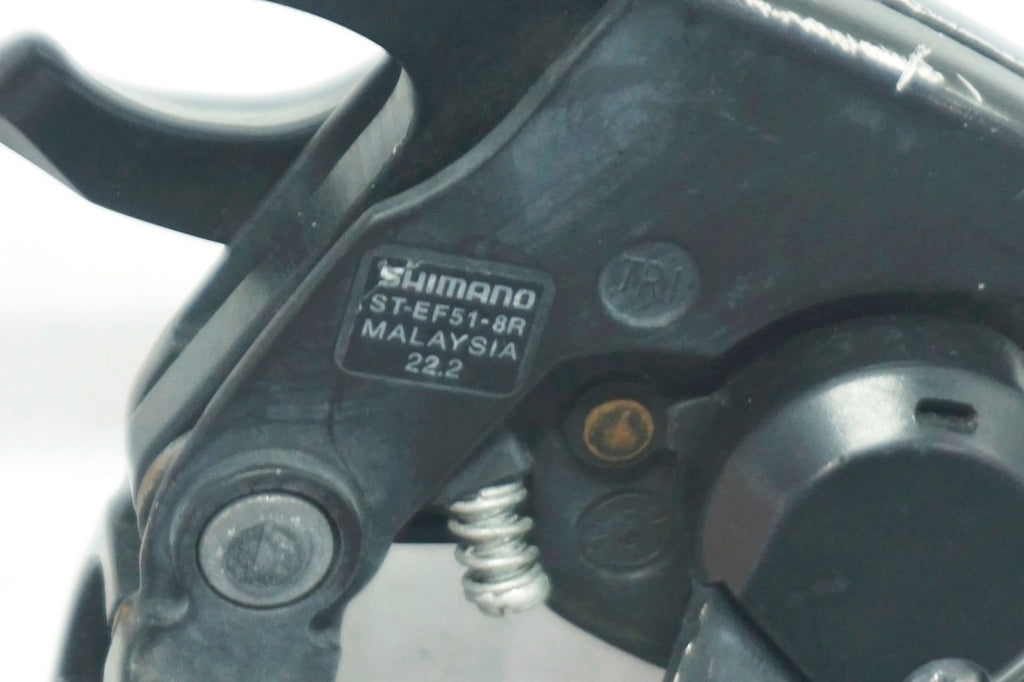 SHIMANO
ST-EF51-8R
MALAYSIA
22.2